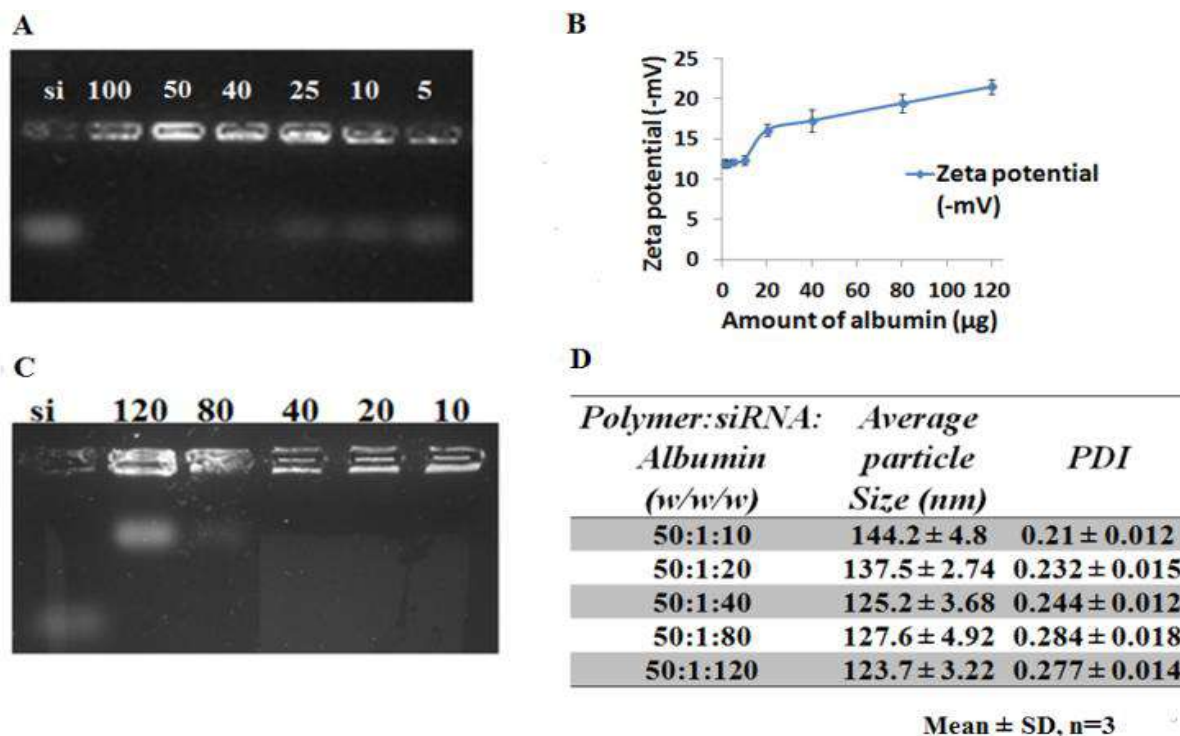 A
si 100 50 40 25 10 5
B
Zeta potential (-mV)
25
20
15
10
5
0
0 20 40 60 80 100 120
Amount of albumin (µg)
Zeta potential
(-mV)
C
si 120 80 40 20 10
D
Polymer:siRNA: Average
Albumin particle PDI
(w/w/w) Size (nm)
50:1:10 144.2 ± 4.8 0.21 ± 0.012
50:1:20 137.5 ± 2.74 0.232 ± 0.015
50:1:40 125.2 ± 3.68 0.244 ± 0.012
50:1:80 127.6 ± 4.92 0.284 ± 0.018
50:1:120 123.7 ± 3.22 0.277 ± 0.014
Mean ± SD, n=3